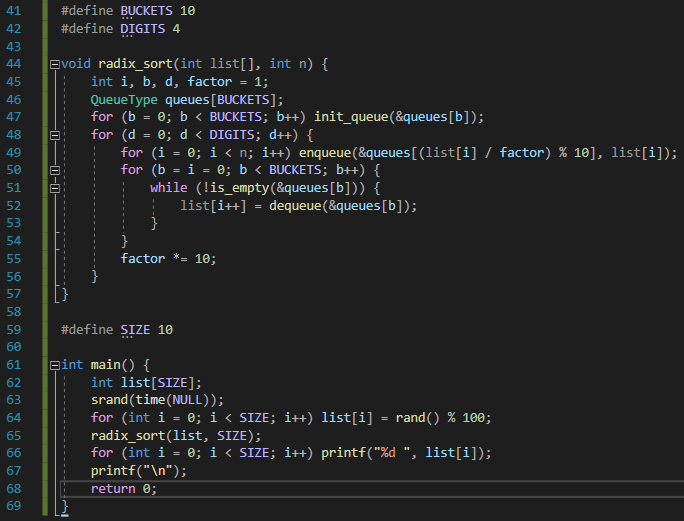 41 #define BUCKETS 10
42 #define DIGITS 4
43
44 void radix_sort(int list[], int n) {
45     int i, b, d, factor = 1;
46     QueueType queues[BUCKETS];
47     for (b = 0; b < BUCKETS; b++) init_queue(&queues[b]);
48     for (d = 0; d < DIGITS; d++) {
49         for (i = 0; i < n; i++) enqueue(&queues[(list[i] / factor) % 10], list[i]);
50         for (b = i = 0; b < BUCKETS; b++) {
51             while (!is_empty(&queues[b])) {
52                 list[i++] = dequeue(&queues[b]);
53             }
54         }
55         factor *= 10;
56     }
57 }
58
59 #define SIZE 10
60
61 int main() {
62     int list[SIZE];
63     srand(time(NULL));
64     for (int i = 0; i < SIZE; i++) list[i] = rand() % 100;
65     radix_sort(list, SIZE);
66     for (int i = 0; i < SIZE; i++) printf("%d ", list[i]);
67     printf("\n");
68     return 0;
69 }